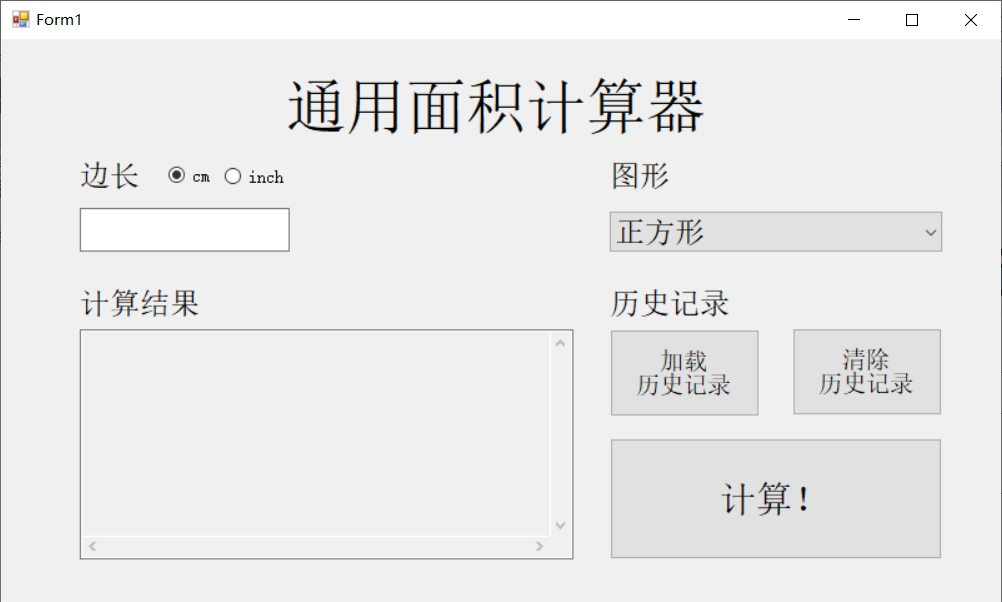 Form1
通用面积计算器
边长 cm inch
图形
正方形
计算结果
历史记录
加载
历史记录
清除
历史记录
计算！